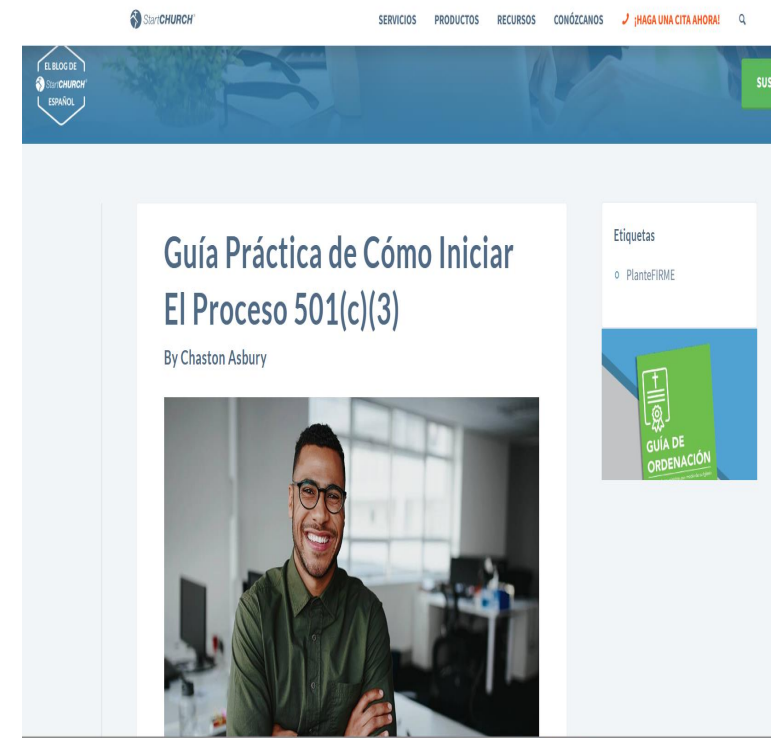 StartCHURCH
SERVICIOS PRODUCTOS RECURSOS CONÓZCANOS ¡HAGA UNA CITA AHORA!
EL BLOG DE
StartCHURCH
ESPAÑOL
Guía Práctica de Cómo Iniciar
El Proceso 501(c)(3)
By Chaston Asbury
Etiquetas
PlanteFIRME
GUÍA DE
ORDENACIÓN